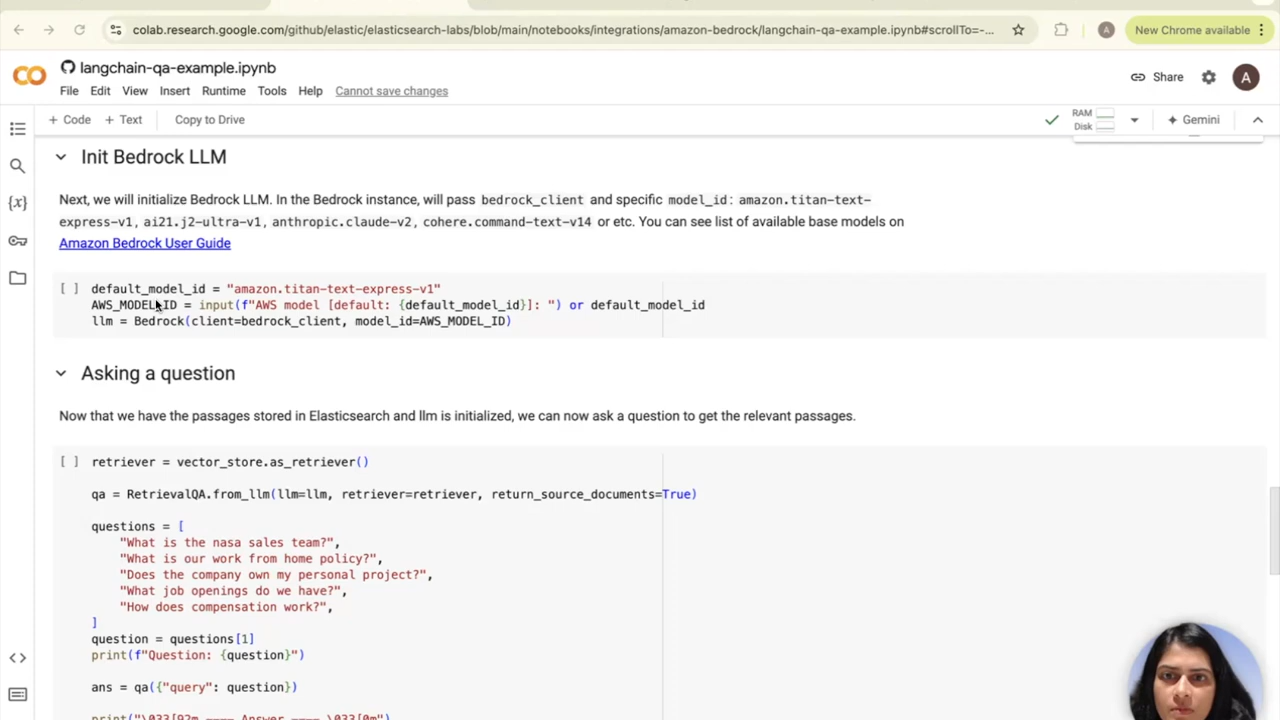 colab.research.google.com/github/elastic/elasticsearch-labs/blob/main/notebooks/integrations/amazon-bedrock/langchain-qa-example.ipynb#scrollTo=-...
A
New Chrome available
langchain-qa-example.ipynb
Share
A
File Edit View Insert Runtime Tools Help Cannot save changes
+ Code + Text Copy to Drive
RAM
Disk
Gemini
Init Bedrock LLM
Next, we will initialize Bedrock LLM. In the Bedrock instance, will pass bedrock_client and specific model_id: amazon.titan-text-
express-v1, ai21.j2-ultra-v1, anthropic.claude-v2, cohere.command-text-v14 or etc. You can see list of available base models on
Amazon Bedrock User Guide
[ ] default_model_id = "amazon.titan-text-express-v1"
AWS_MODEL_ID = input(f"AWS model [default: {default_model_id}]: ") or default_model_id
llm = Bedrock(client=bedrock_client, model_id=AWS_MODEL_ID)
Asking a question
Now that we have the passages stored in Elasticsearch and llm is initialized, we can now ask a question to get the relevant passages.
[ ] retriever = vector_store.as_retriever()
qa = RetrievalQA.from_llm(llm=llm, retriever=retriever, return_source_documents=True)
questions = [
"What is the nasa sales team?",
"What is our work from home policy?",
"Does the company own my personal project?",
"What job openings do we have?",
"How does compensation work?",
]
question = questions[1]
print(f"Question: {question}")
ans = qa({"query": question})
print("\033[92m ---- Answer ---- \033[0m")